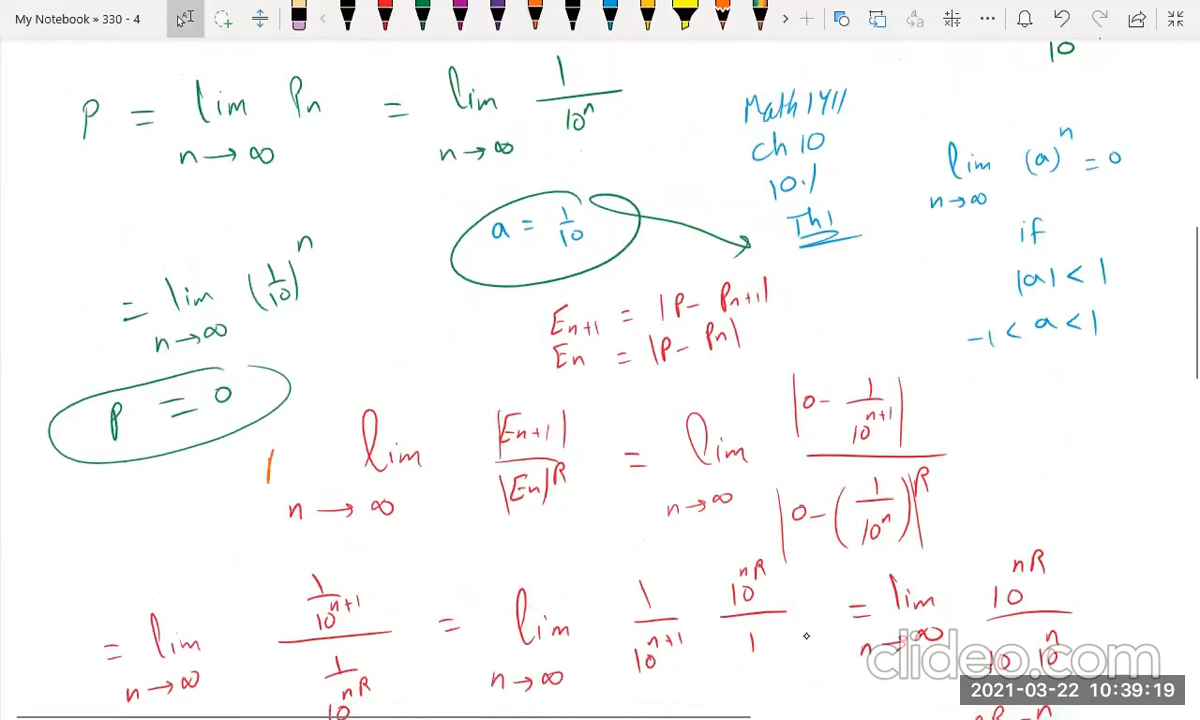 My Notebook » 330 - 4
10
P = lim n→∞ Pn = lim n→∞ 1/10^n
Math 1411
ch 10
10.1
Th 1
lim n→∞ (a)^n = 0
if
|a| < 1
-1 < a < 1
a = 1/10
= lim n→∞ (1/10)^n
En+1 = |P - Pn+1|
En = |P - Pn|
P = 0
lim n→∞ |En+1| / |En|^R = lim n→∞ |0 - 1/10^n+1| / |0 - (1/10^n)|^R
= lim n→∞ 1/10^n+1 / 1/10^nR = lim n→∞ 1/10^n+1 10^nR/1 = lim n→∞ 10^nR / 10 10^n
clideo.com
2021-03-22 10:39:19